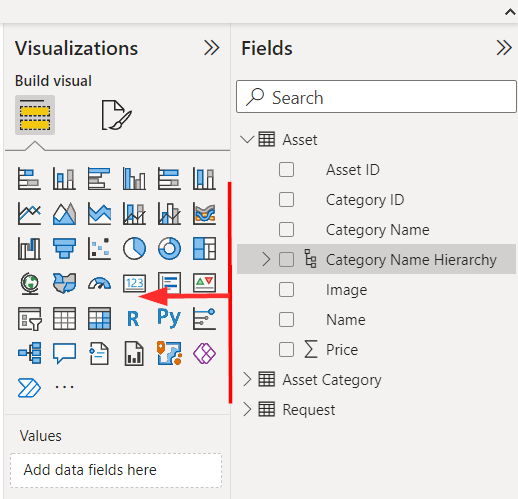 Visualizations
Fields
Build visual
Search
Asset
Asset ID
Category ID
Category Name
Category Name Hierarchy
Image
Name
Price
Asset Category
Request
123
R
Py
Values
Add data fields here